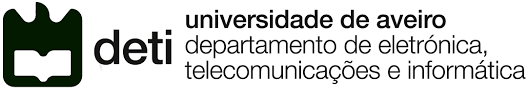 deti
universidade de aveiro
departamento de eletrónica,
telecomunicações e informática